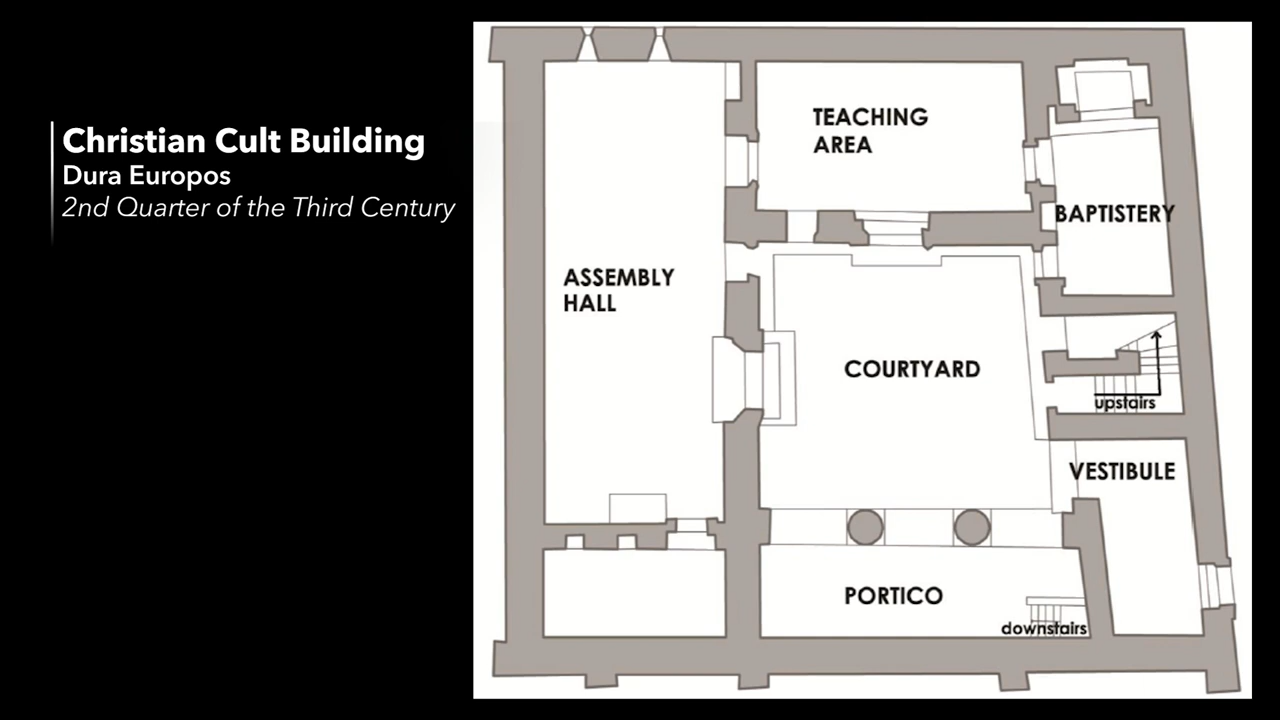 Christian Cult Building
Dura Europos
2nd Quarter of the Third Century
TEACHING
AREA
BAPTISTERY
ASSEMBLY
HALL
COURTYARD
upstairs
VESTIBULE
PORTICO
downstairs